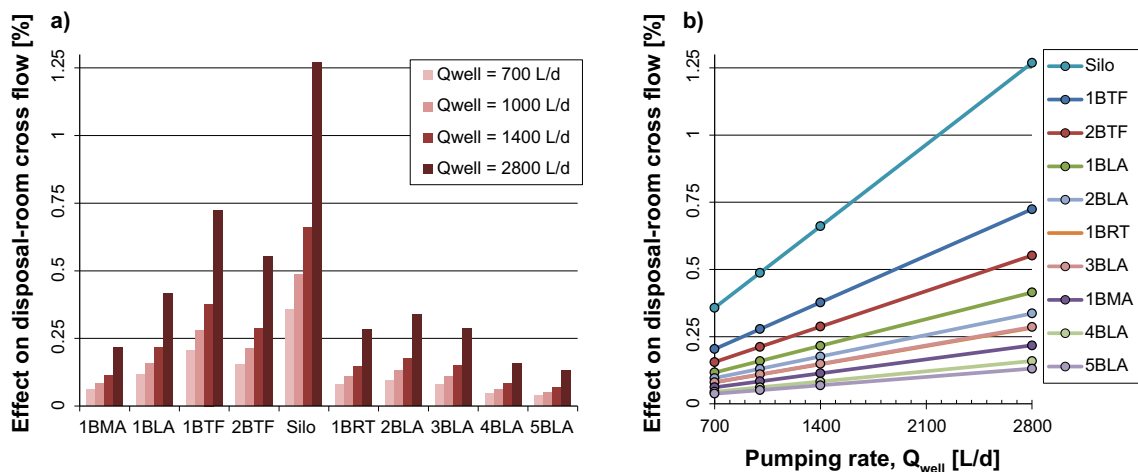 a)
Effect on disposal-room cross flow [%]
1.25
1
0.75
0.5
0.25
0
Qwell = 700 L/d
Qwell = 1000 L/d
Qwell = 1400 L/d
Qwell = 2800 L/d
1BMA 1BLA 1BTF 2BTF Silo 1BRT 2BLA 3BLA 4BLA 5BLA
b)
Effect on disposal-room cross flow [%]
1.25
1
0.75
0.5
0.25
0
700 1400 2100 2800
Pumping rate, Qwell [L/d]
Silo
1BTF
2BTF
1BLA
2BLA
1BRT
3BLA
1BMA
4BLA
5BLA